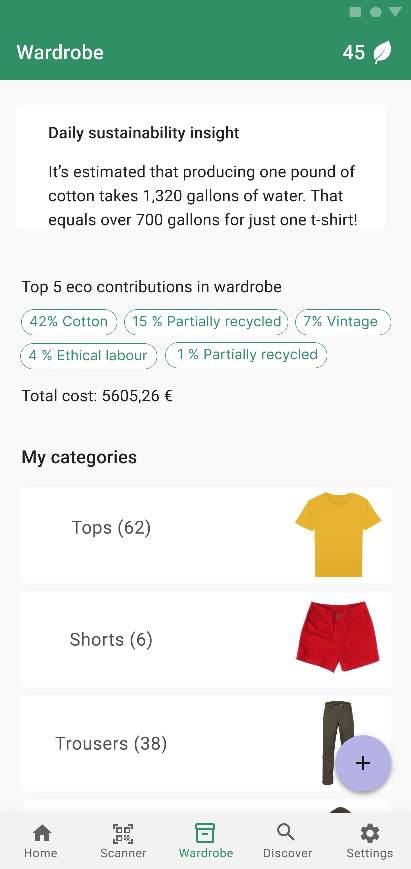 Wardrobe
45
Daily sustainability insight
It’s estimated that producing one pound of
cotton takes 1,320 gallons of water. That
equals over 700 gallons for just one t-shirt!
Top 5 eco contributions in wardrobe
42% Cotton
15 % Partially recycled
7% Vintage
4 % Ethical labour
1 % Partially recycled
Total cost: 5605,26 €
My categories
Tops (62)
Shorts (6)
Trousers (38)
+
Home
Scanner
Wardrobe
Discover
Settings